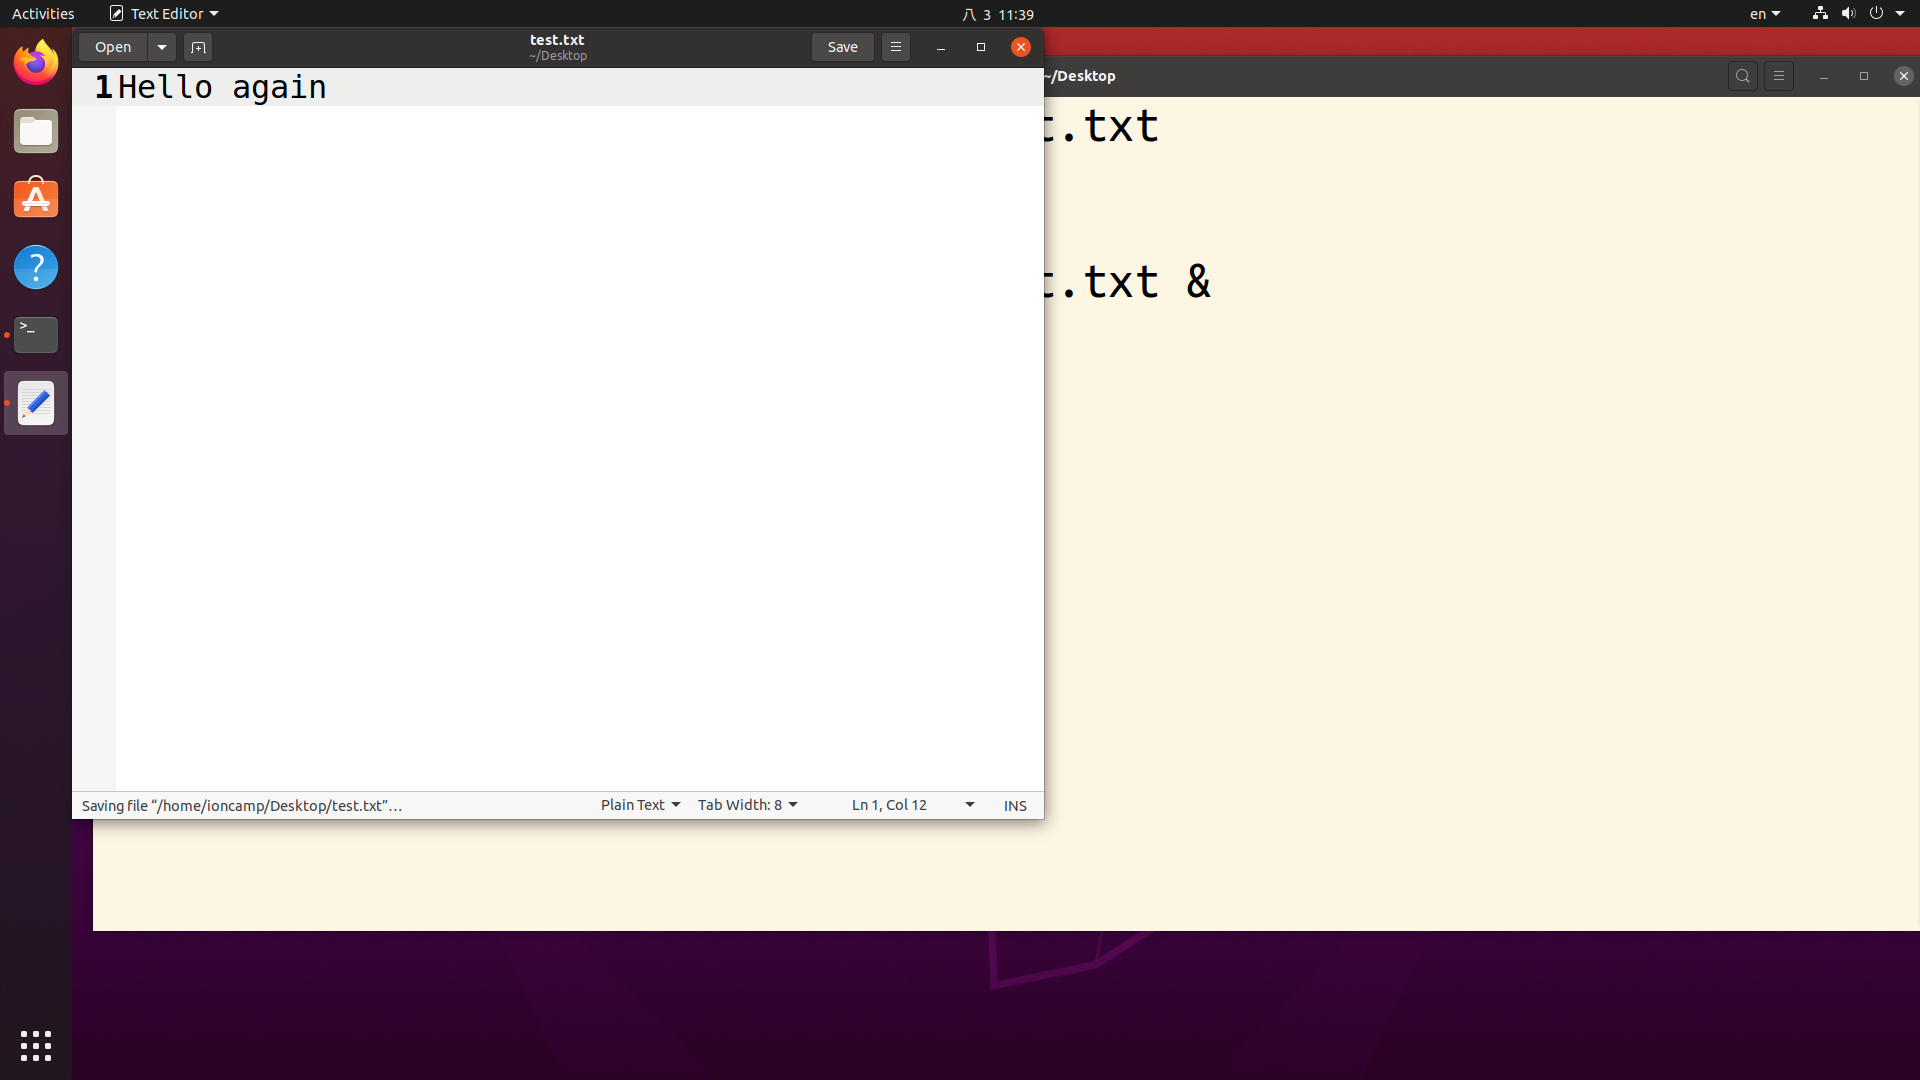 Activities
Text Editor
八 3 11:39
en
Open
test.txt
~/Desktop
Save
1 Hello again
~/Desktop
t.txt
t.txt &
Saving file “/home/ioncamp/Desktop/test.txt”…
Plain Text
Tab Width: 8
Ln 1, Col 12
INS